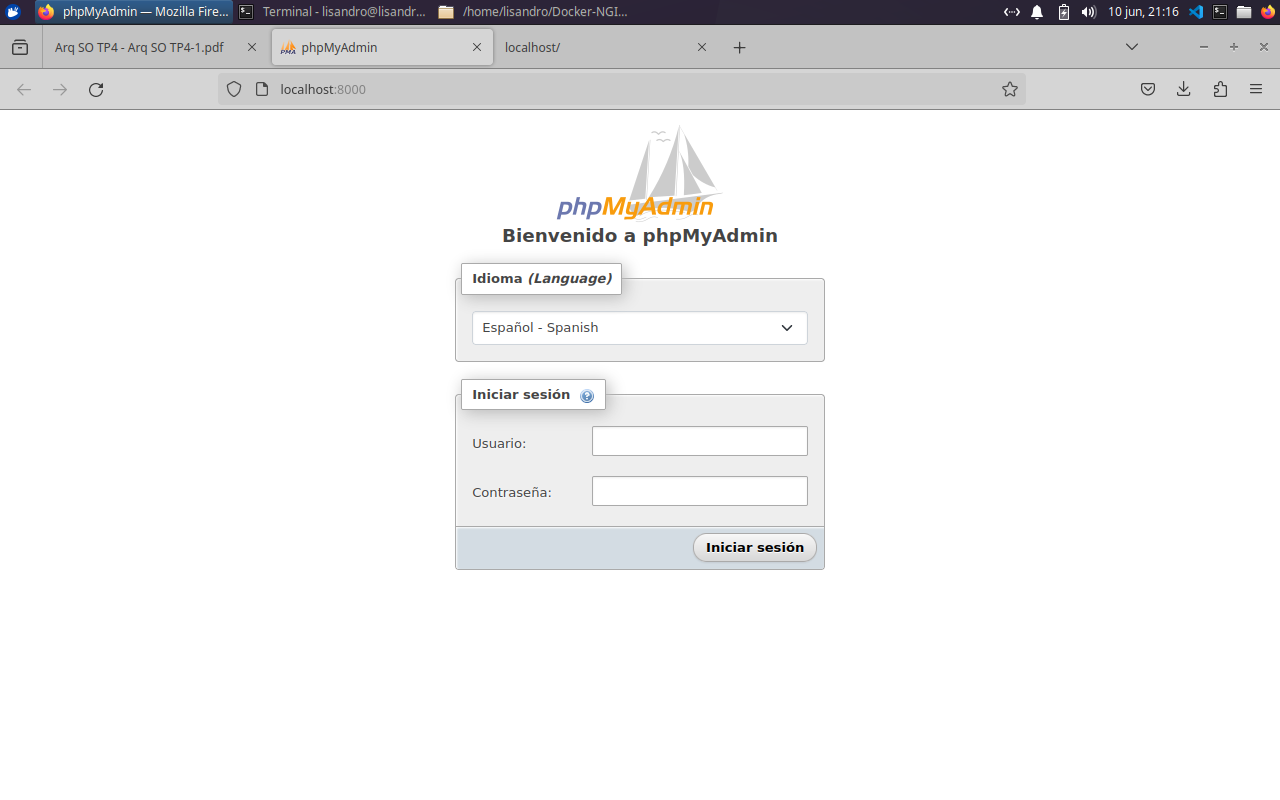 phpMyAdmin — Mozilla Fire...
Terminal - lisandro@lisandr...
/home/lisandro/Docker-NGI...
10 jun, 21:16
Arq SO TP4 - Arq SO TP4-1.pdf
PMA
phpMyAdmin
localhost/
localhost:8000
phpMyAdmin
Bienvenido a phpMyAdmin
Idioma (Language)
Español - Spanish
Iniciar sesión
Usuario:
Contraseña:
Iniciar sesión